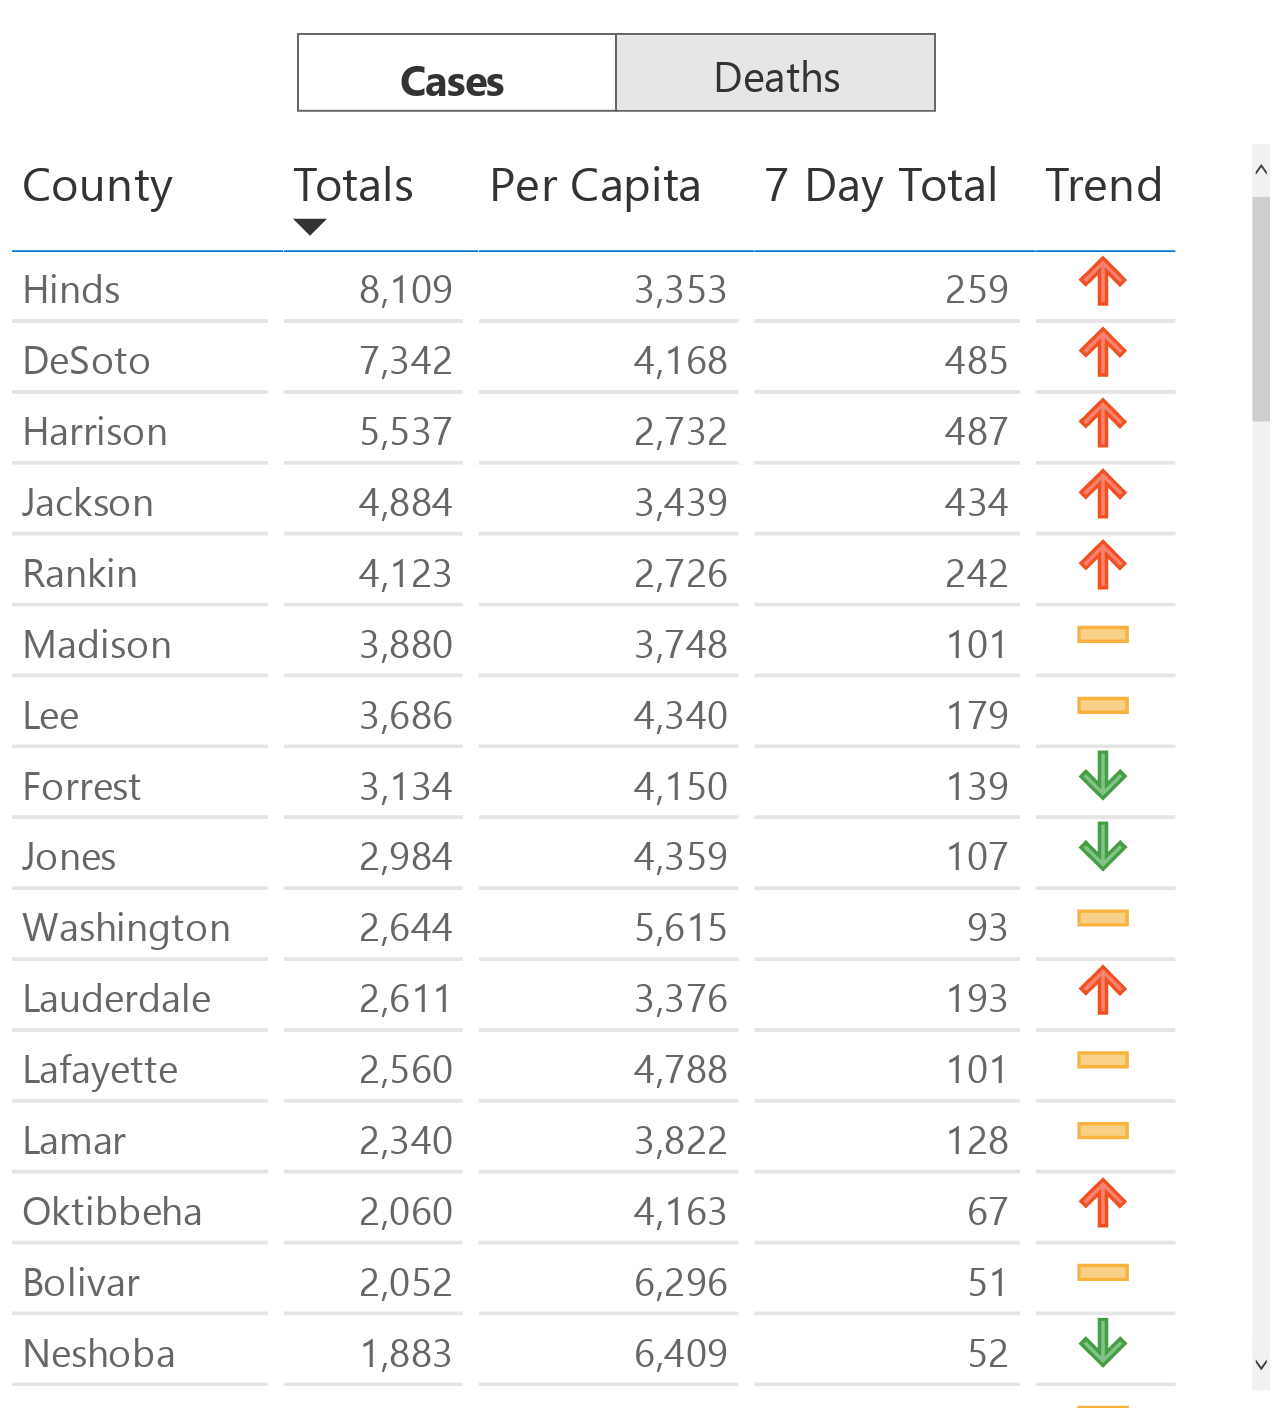 Cases Deaths
County Totals Per Capita 7 Day Total Trend
Hinds 8,109 3,353 259
DeSoto 7,342 4,168 485
Harrison 5,537 2,732 487
Jackson 4,884 3,439 434
Rankin 4,123 2,726 242
Madison 3,880 3,748 101
Lee 3,686 4,340 179
Forrest 3,134 4,150 139
Jones 2,984 4,359 107
Washington 2,644 5,615 93
Lauderdale 2,611 3,376 193
Lafayette 2,560 4,788 101
Lamar 2,340 3,822 128
Oktibbeha 2,060 4,163 67
Bolivar 2,052 6,296 51
Neshoba 1,883 6,409 52